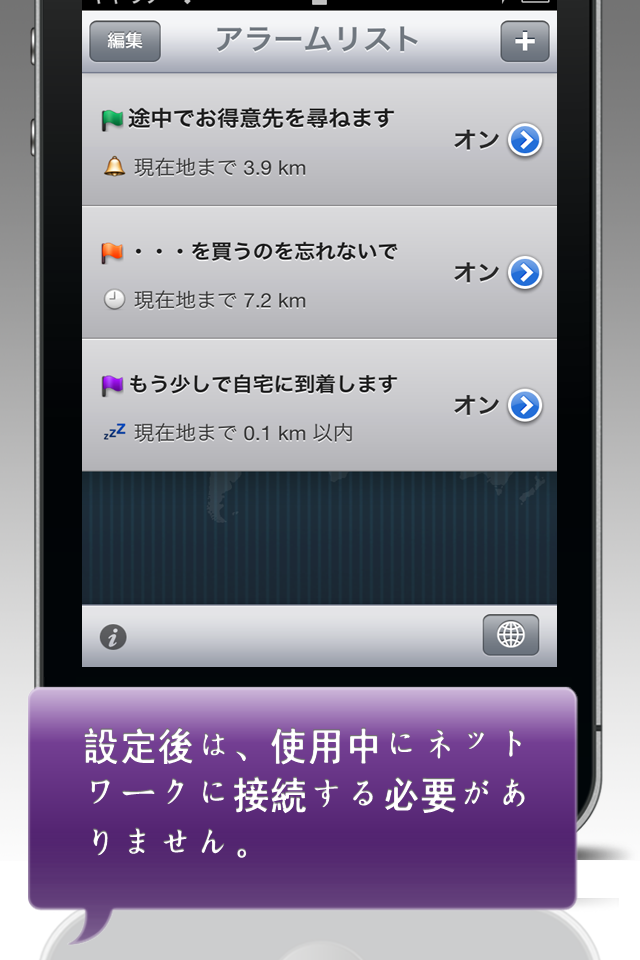 編集
アラームリスト
+
途中でお得意先を尋ねます
オン
現在地まで 3.9 km
・・・を買うのを忘れないで
オン
現在地まで 7.2 km
もう少しで自宅に到着します
オン
zzZ 現在地まで 0.1 km 以内
i
設定後は、使用中にネット
ワークに接続する必要があ
りません。